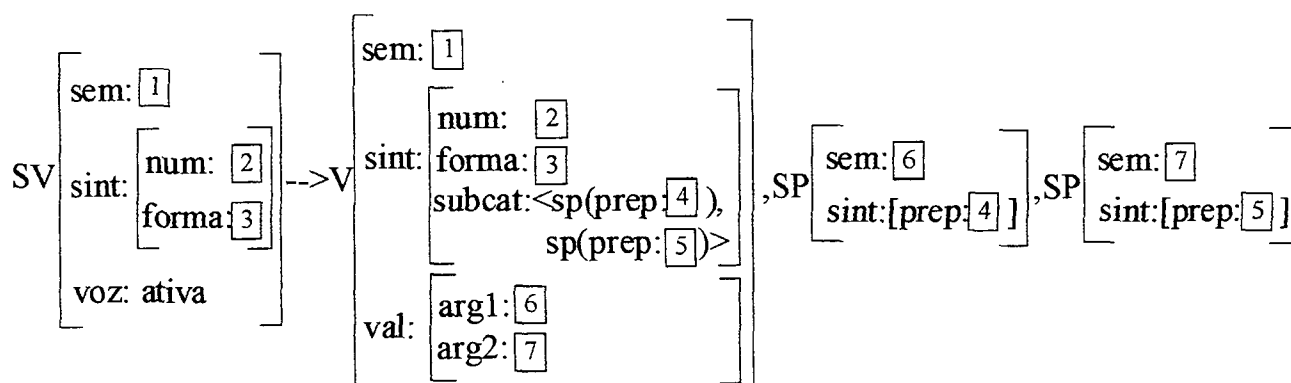 sem: 1
sem: 1
num: 2
num: 2
sem: 6
sem: 7
SV sint: forma: 3 -->V sint: forma: 3 ,SP sint:[prep: 4 ] ,SP sint:[prep: 5 ]
subcat:<sp(prep: 4 ),
sp(prep: 5 )>
voz: ativa
val: arg1: 6
arg2: 7